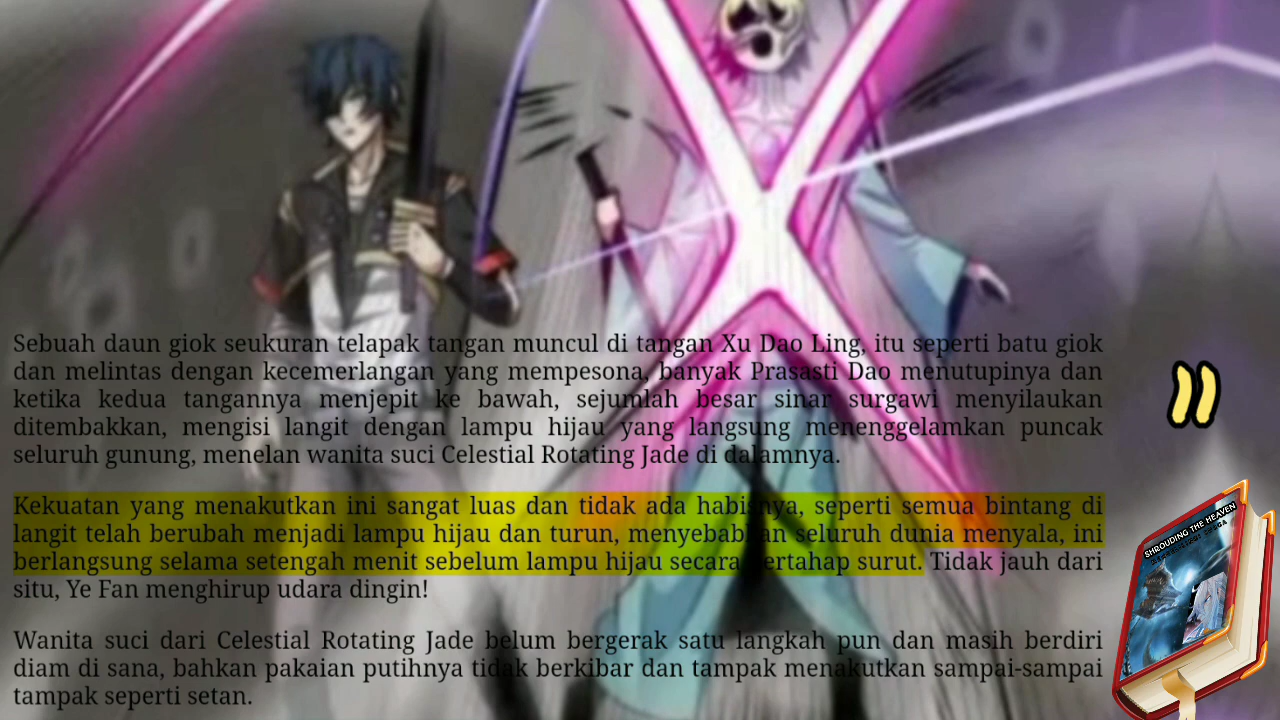 Sebuah daun giok seukuran telapak tangan muncul di tangan Xu Dao Ling, itu seperti batu giok
dan melintas dengan kecemerlangan yang mempesona, banyak Prasasti Dao menutupinya dan
ketika kedua tangannya menjepit ke bawah, sejumlah besar sinar surgawi menyilaukan
ditembakkan, mengisi langit dengan lampu hijau yang langsung menenggelamkan puncak
seluruh gunung, menelan wanita suci Celestial Rotating Jade di dalamnya.
Kekuatan yang menakutkan ini sangat luas dan tidak ada habisnya, seperti semua bintang di
langit telah berubah menjadi lampu hijau dan turun, menyebabkan seluruh dunia menyala, ini
berlangsung selama setengah menit sebelum lampu hijau secara bertahap surut. Tidak jauh dari
situ, Ye Fan menghirup udara dingin!
Wanita suci dari Celestial Rotating Jade belum bergerak satu langkah pun dan masih berdiri
diam di sana, bahkan pakaian putihnya tidak berkibar dan tampak menakutkan sampai-sampai
tampak seperti setan.
SHROUDING THE HEAVEN